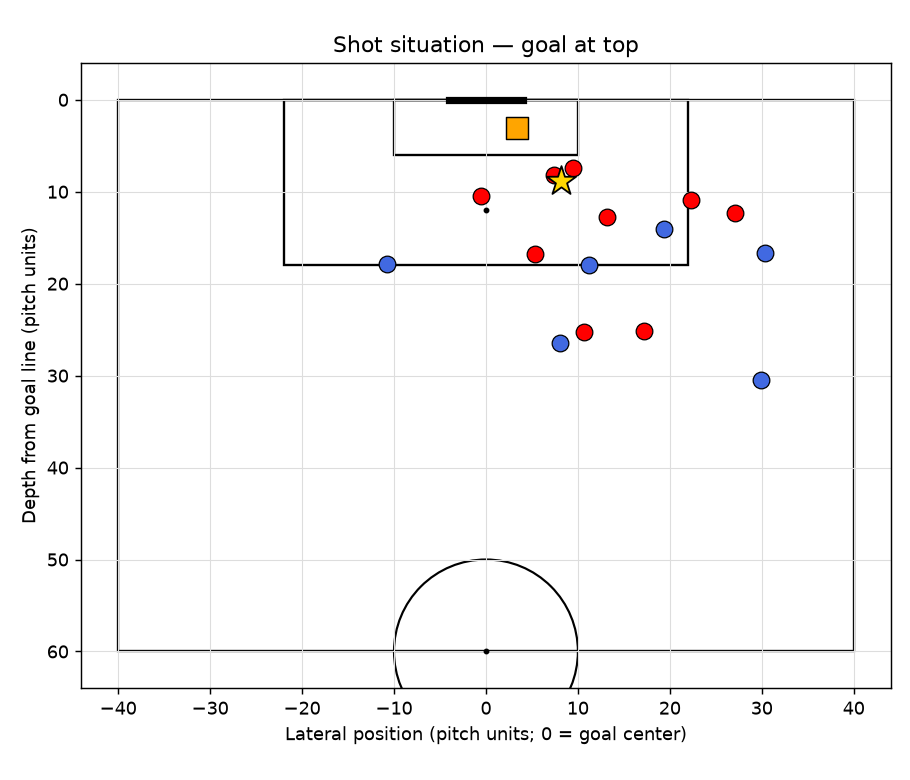 Shot situation — goal at top
Depth from goal line (pitch units)
0
10
20
30
40
50
60
−40 −30 −20 −10 0 10 20 30 40
Lateral position (pitch units; 0 = goal center)